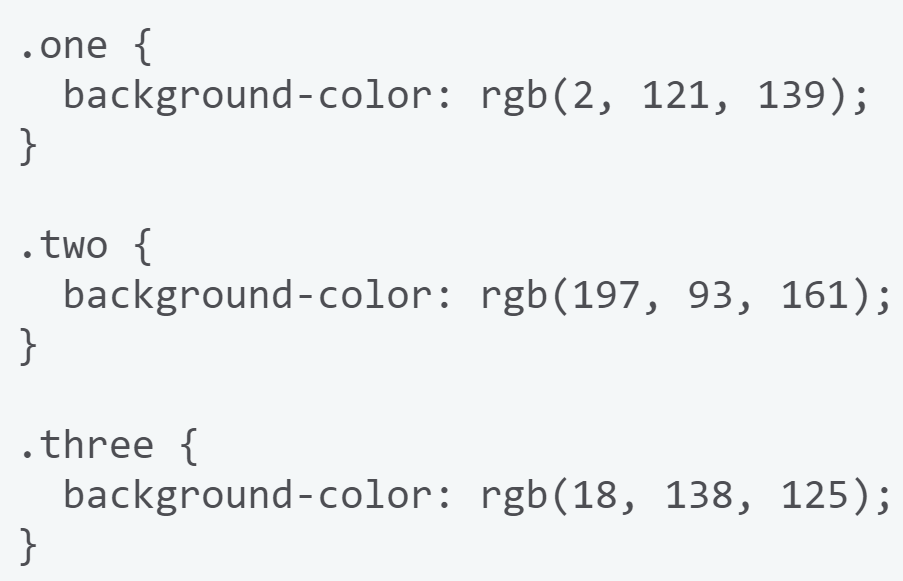 .one {
  background-color: rgb(2, 121, 139);
}

.two {
  background-color: rgb(197, 93, 161);
}

.three {
  background-color: rgb(18, 138, 125);
}